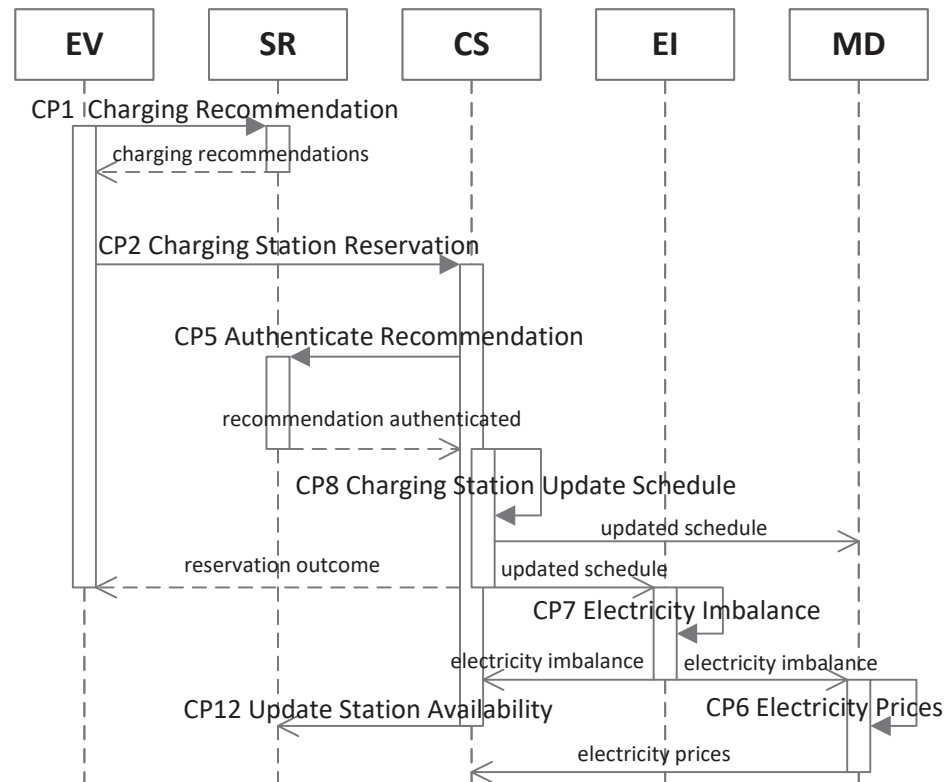 EV
SR
CS
EI
MD
CP1 Charging Recommendation
charging recommendations
CP2 Charging Station Reservation
CP5 Authenticate Recommendation
recommendation authenticated
CP8 Charging Station Update Schedule
updated schedule
reservation outcome
updated schedule
CP7 Electricity Imbalance
electricity imbalance
electricity imbalance
CP12 Update Station Availability
CP6 Electricity Prices
electricity prices